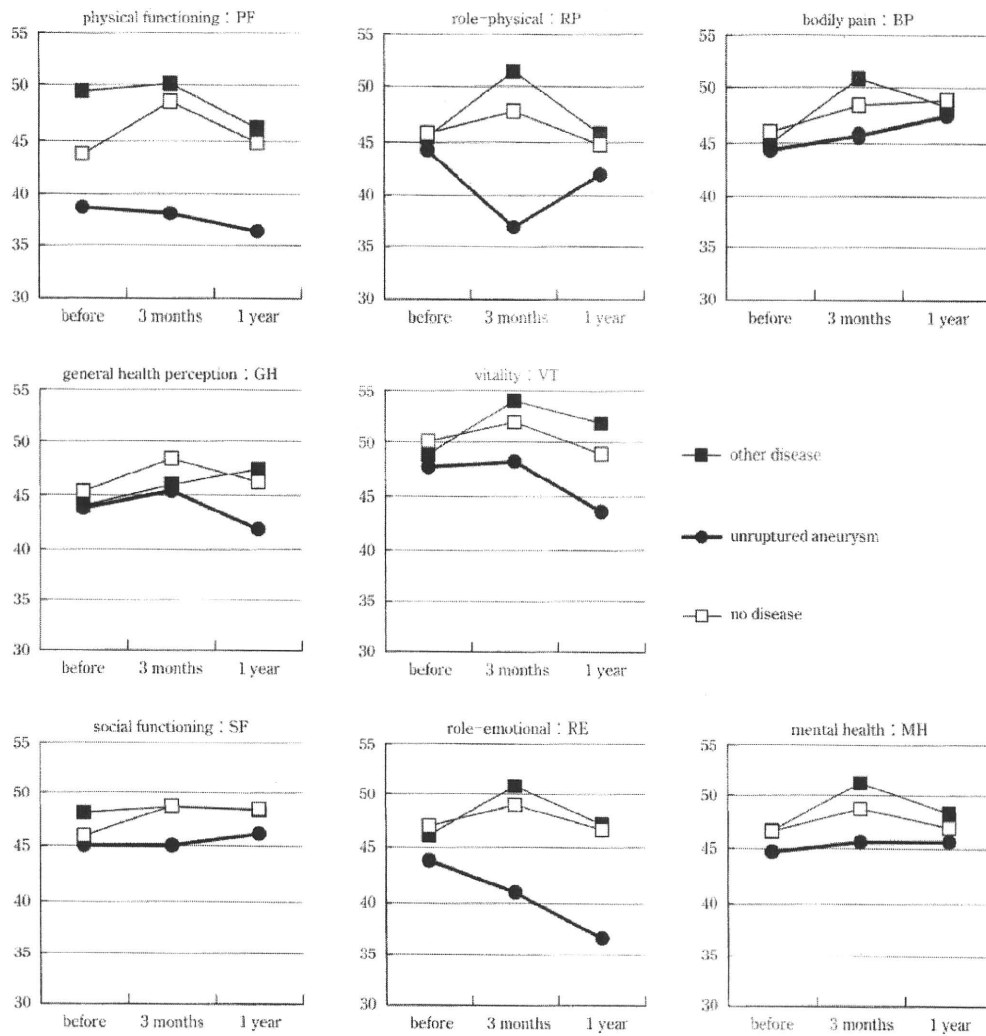 physical functioning : PF
55
50
45
40
35
30
before 3 months 1 year
role-physical : RP
55
50
45
40
35
30
before 3 months 1 year
bodily pain : BP
55
50
45
40
35
30
before 3 months 1 year
general health perception : GH
55
50
45
40
35
30
before 3 months 1 year
vitality : VT
55
50
45
40
35
30
before 3 months 1 year
other disease
unruptured aneurysm
no disease
social functioning : SF
55
50
45
40
35
30
before 3 months 1 year
role-emotional : RE
55
50
45
40
35
30
before 3 months 1 year
mental health : MH
55
50
45
40
35
30
before 3 months 1 year